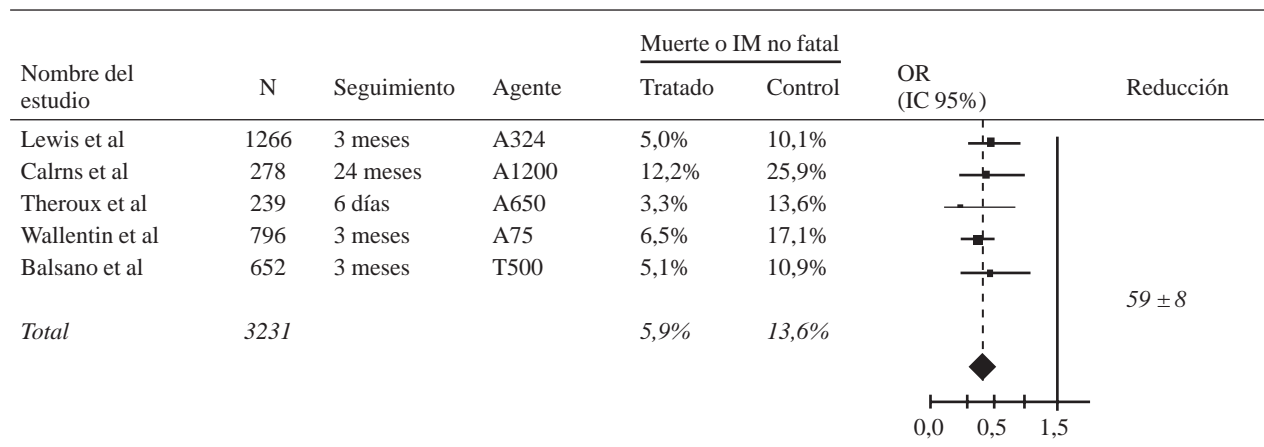 Muerte o IM no fatal
Nombre del estudio N Seguimiento Agente Tratado Control OR (IC 95%) Reducción
Lewis et al 1266 3 meses A324 5,0% 10,1%
Calrns et al 278 24 meses A1200 12,2% 25,9%
Theroux et al 239 6 días A650 3,3% 13,6%
Wallentin et al 796 3 meses A75 6,5% 17,1%
Balsano et al 652 3 meses T500 5,1% 10,9%
59 ± 8
Total 3231 5,9% 13,6%
0,0 0,5 1,5